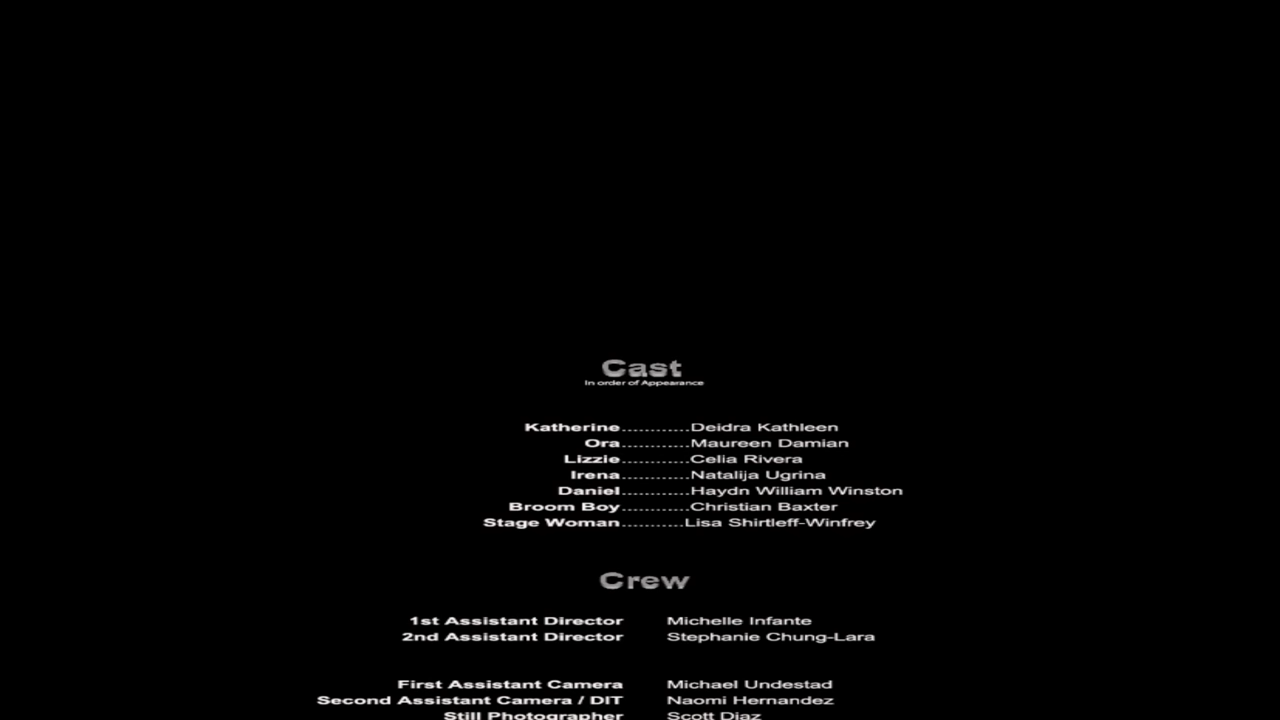 Cast
In order of Appearance
Katherine............Deidra Kathleen
Ora............Maureen Damian
Lizzie............Celia Rivera
Irena............Natalija Ugrina
Daniel............Haydn William Winston
Broom Boy............Christian Baxter
Stage Woman...........Lisa Shirtleff-Winfrey
Crew
1st Assistant Director Michelle Infante
2nd Assistant Director Stephanie Chung-Lara
First Assistant Camera Michael Undestad
Second Assistant Camera / DIT Naomi Hernandez
Still Photographer Scott Diaz